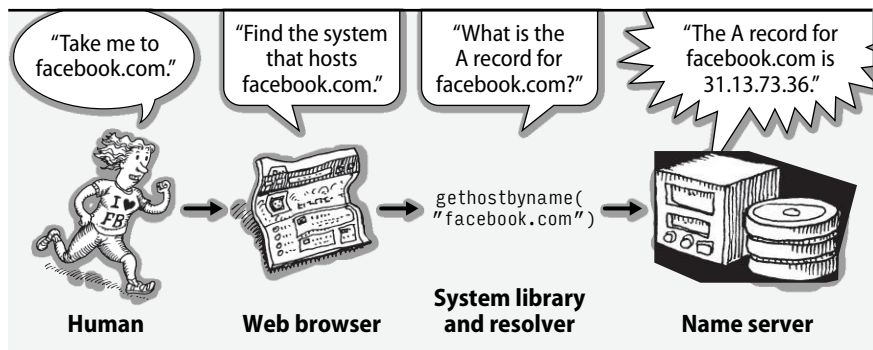 “Take me to
facebook.com.”
“Find the system
that hosts
facebook.com.”
“What is the
A record for
facebook.com?”
“The A record for
facebook.com is
31.13.73.36.”
I ♥
FB
gethostbyname(
"facebook.com")
Human
Web browser
System library
and resolver
Name server